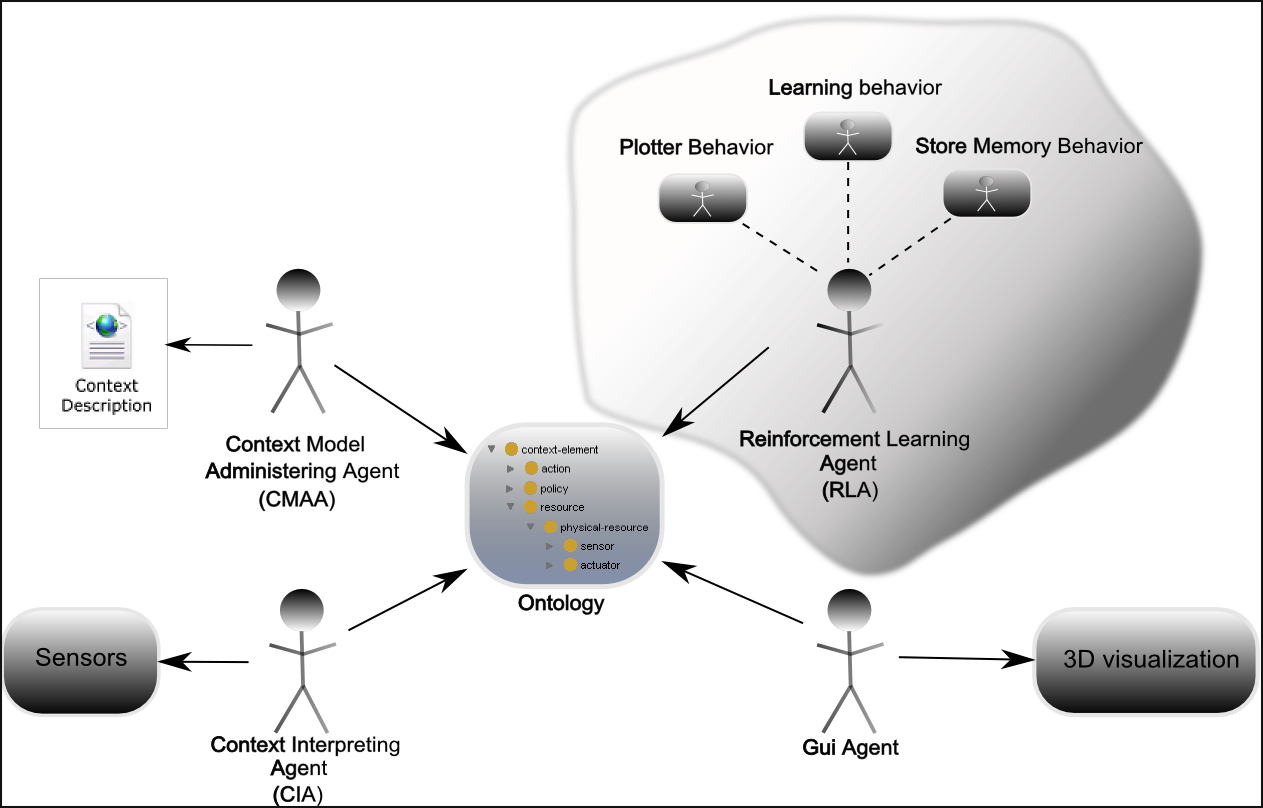 Learning behavior
Plotter Behavior
Store Memory Behavior
Context
Description
Context Model
Administering Agent
(CMAA)
Reinforcement Learning
Agent
(RLA)
context-element
action
policy
resource
physical-resource
sensor
actuator
Ontology
Sensors
Context Interpreting
Agent
(CIA)
Gui Agent
3D visualization